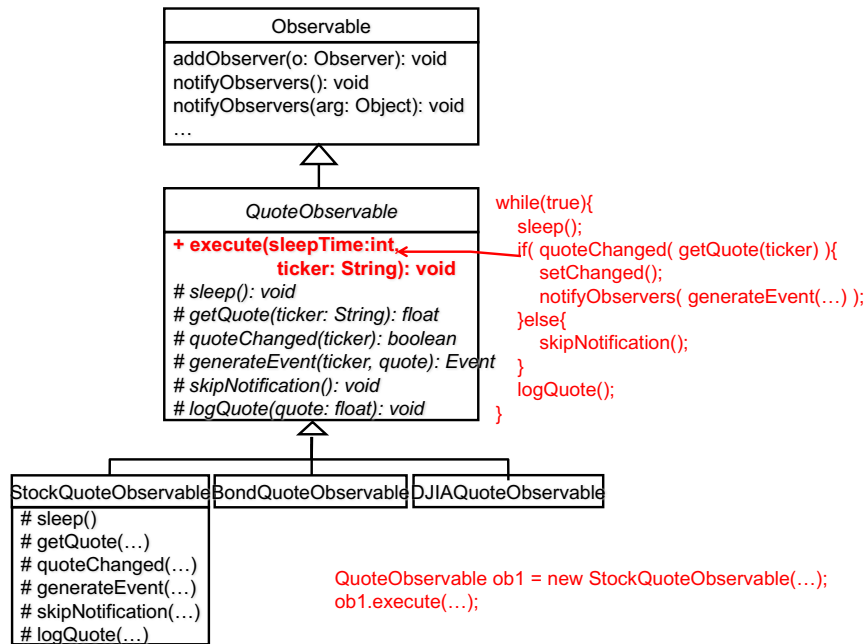 Observable
addObserver(o: Observer): void
notifyObservers(): void
notifyObservers(arg: Object): void
…
QuoteObservable
+ execute(sleepTime:int,
ticker: String): void
# sleep(): void
# getQuote(ticker: String): float
# quoteChanged(ticker): boolean
# generateEvent(ticker, quote): Event
# skipNotification(): void
# logQuote(quote: float): void
while(true){
sleep();
if( quoteChanged( getQuote(ticker) ){
setChanged();
notifyObservers( generateEvent(…) );
}else{
skipNotification();
}
logQuote();
}
StockQuoteObservable
# sleep()
# getQuote(…)
# quoteChanged(…)
# generateEvent(…)
# skipNotification(…)
# logQuote(…)
BondQuoteObservable
DJIAQuoteObservable
QuoteObservable ob1 = new StockQuoteObservable(…);
ob1.execute(…);